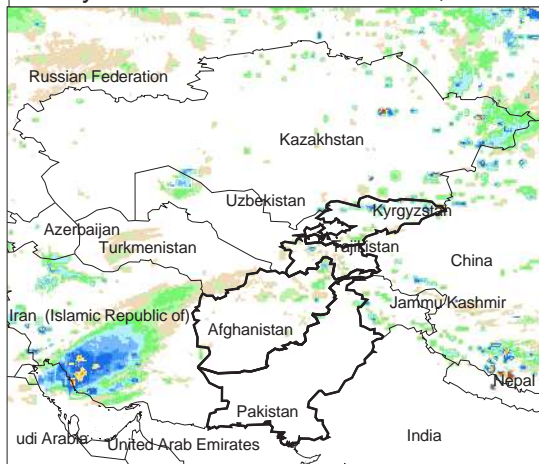 Russian Federation
Kazakhstan
Uzbekistan
Kyrgyzstan
Azerbaijan
Turkmenistan
Tajikistan
China
Jammu Kashmir
Iran (Islamic Republic of)
Afghanistan
Nepal
Pakistan
udi Arabia
United Arab Emirates
India